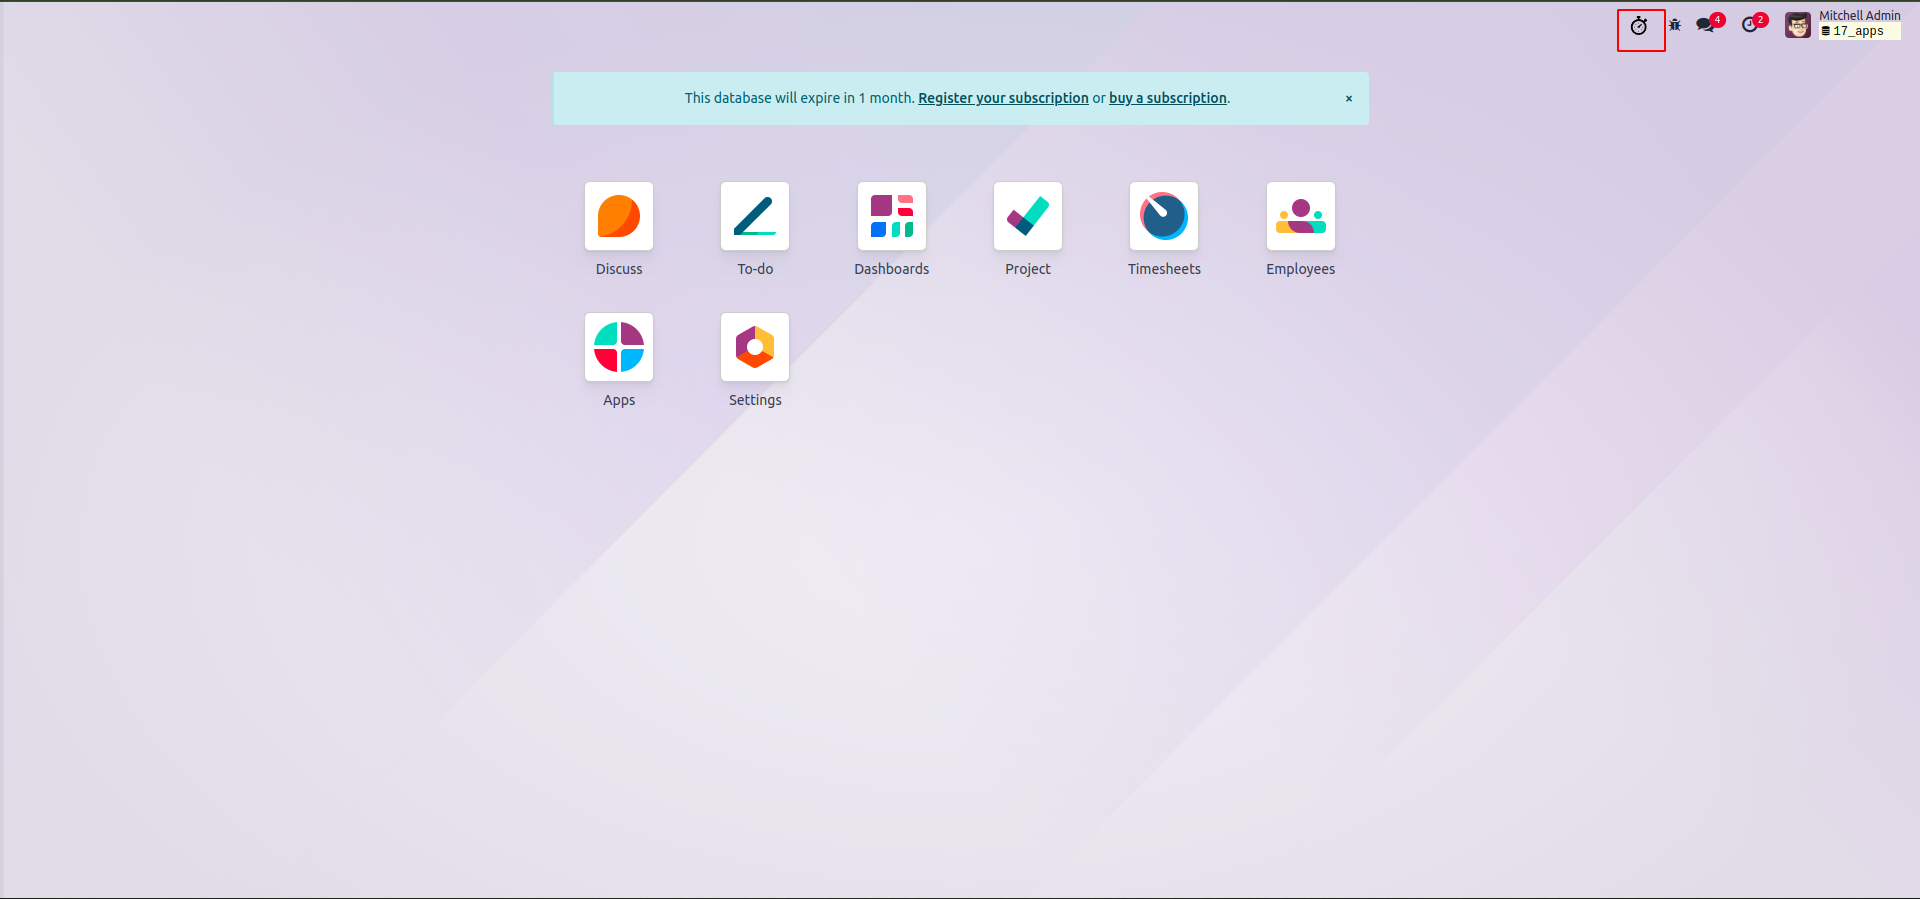 4
2
Mitchell Admin
17_apps
This database will expire in 1 month. Register your subscription or buy a subscription.
×
Discuss
To-do
Dashboards
Project
Timesheets
Employees
Apps
Settings